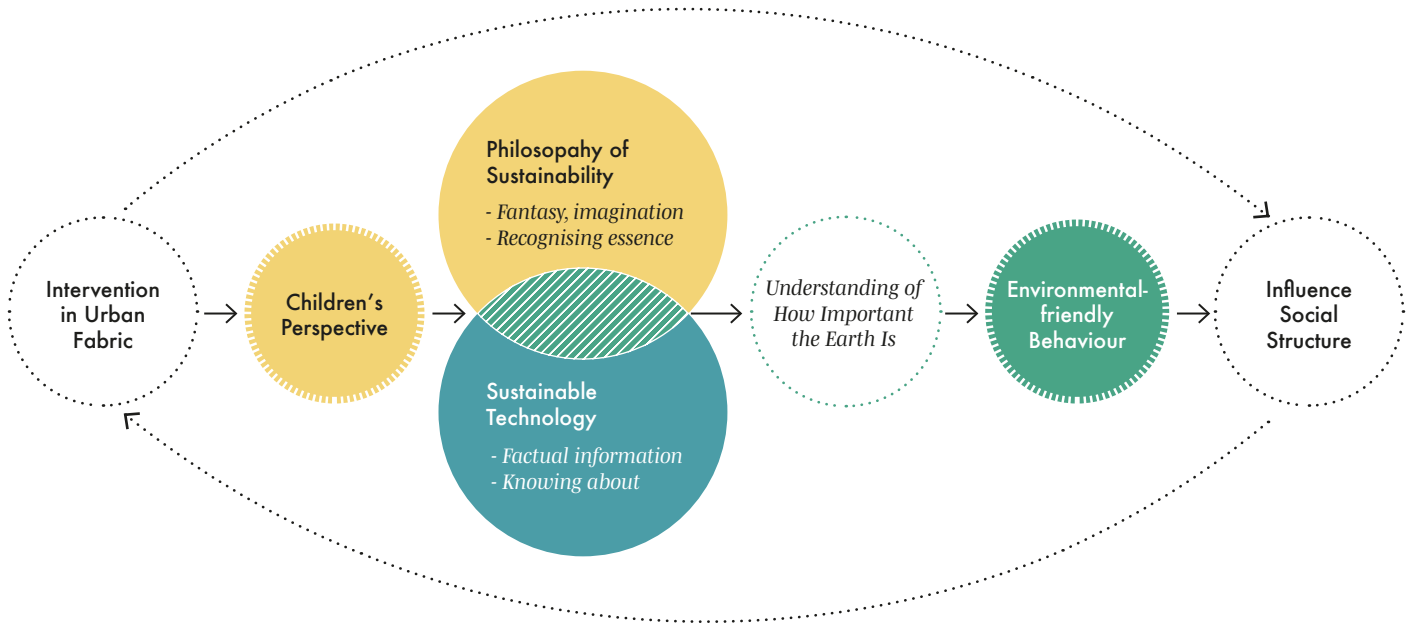 Intervention
in Urban
Fabric
Children's
Perspective
Philosopahy of
Sustainability
- Fantasy, imagination
- Recognising essence
Sustainable
Technology
- Factual information
- Knowing about
Understanding of
How Important
the Earth Is
Environmental-
friendly
Behaviour
Influence
Social
Structure